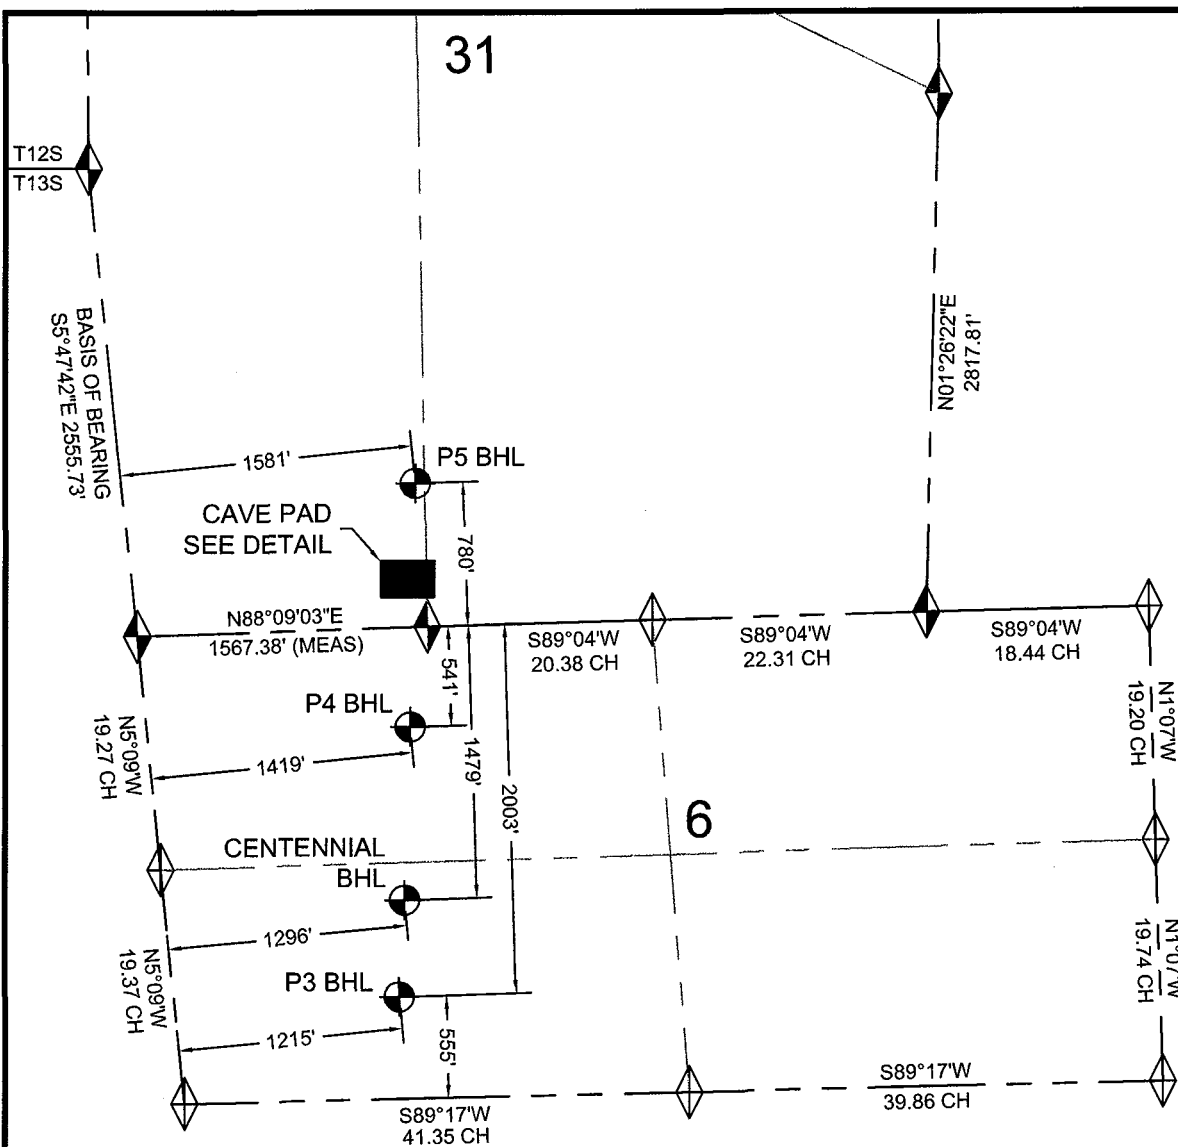 31
T12S
T13S
BASIS OF BEARING
S5°47'42"E 2555.73'
N01°26'22"E
2817.81'
1581'
P5 BHL
CAVE PAD
SEE DETAIL
780'
N88°09'03"E
1567.38' (MEAS)
S89°04'W
20.38 CH
S89°04'W
22.31 CH
S89°04'W
18.44 CH
541'
P4 BHL
N5°09'W
19.27 CH
1419'
1479'
2003'
N1°07'W
19.20 CH
6
CENTENNIAL
BHL
1296'
N5°09'W
19.37 CH
P3 BHL
1215'
555'
N1°07'W
19.74 CH
S89°17'W
41.35 CH
S89°17'W
39.86 CH